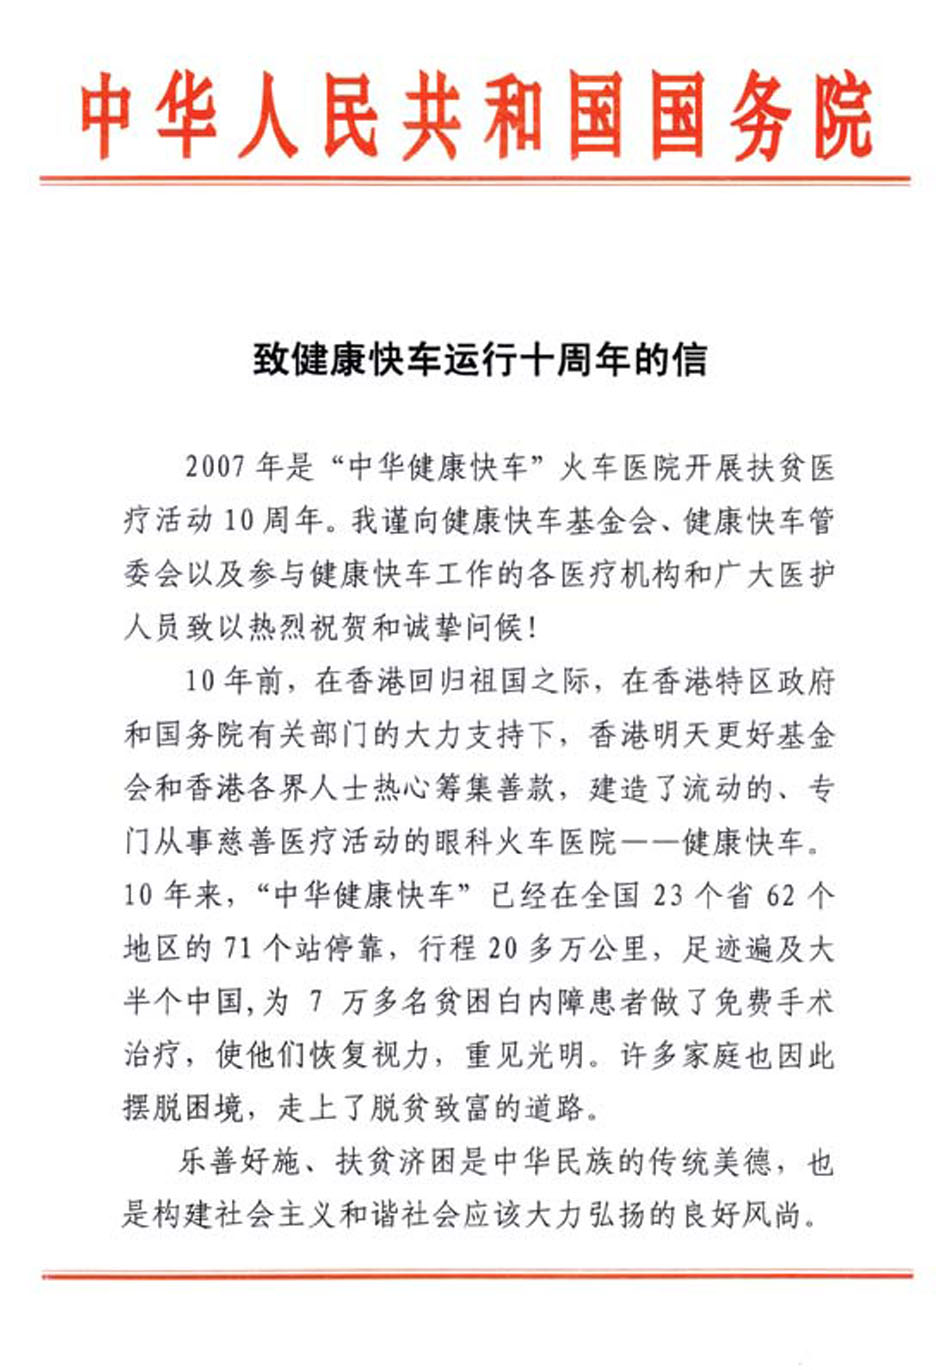 中华人民共和国国务院
致健康快车运行十周年的信
2007 年是“中华健康快车”火车医院开展扶贫医
疗活动 10 周年。我谨向健康快车基金会、健康快车管
委会以及参与健康快车工作的各医疗机构和广大医护
人员致以热烈祝贺和诚挚问候！
10 年前，在香港回归祖国之际，在香港特区政府
和国务院有关部门的大力支持下，香港明天更好基金
会和香港各界人士热心筹集善款，建造了流动的、专
门从事慈善医疗活动的眼科火车医院——健康快车。
10 年来，“中华健康快车”已经在全国 23 个省 62 个
地区的 71 个站停靠，行程 20 多万公里，足迹遍及大
半个中国,为 7 万多名贫困白内障患者做了免费手术
治疗，使他们恢复视力，重见光明。许多家庭也因此
摆脱困境，走上了脱贫致富的道路。
乐善好施、扶贫济困是中华民族的传统美德，也
是构建社会主义和谐社会应该大力弘扬的良好风尚。